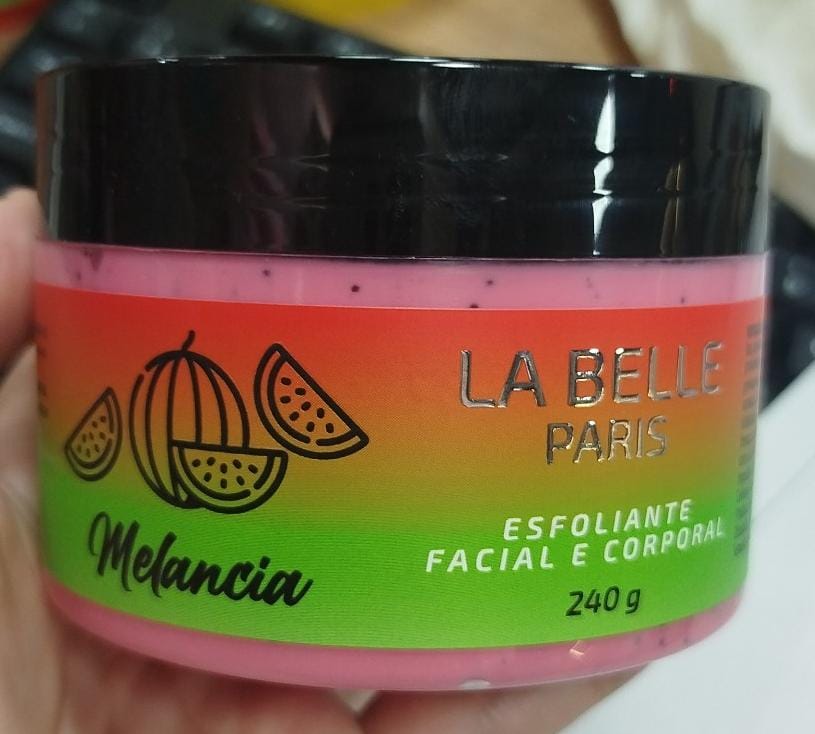 LA BELLE
PARIS
ESFOLIANTE
FACIAL E CORPORAL
240 g
Melancia